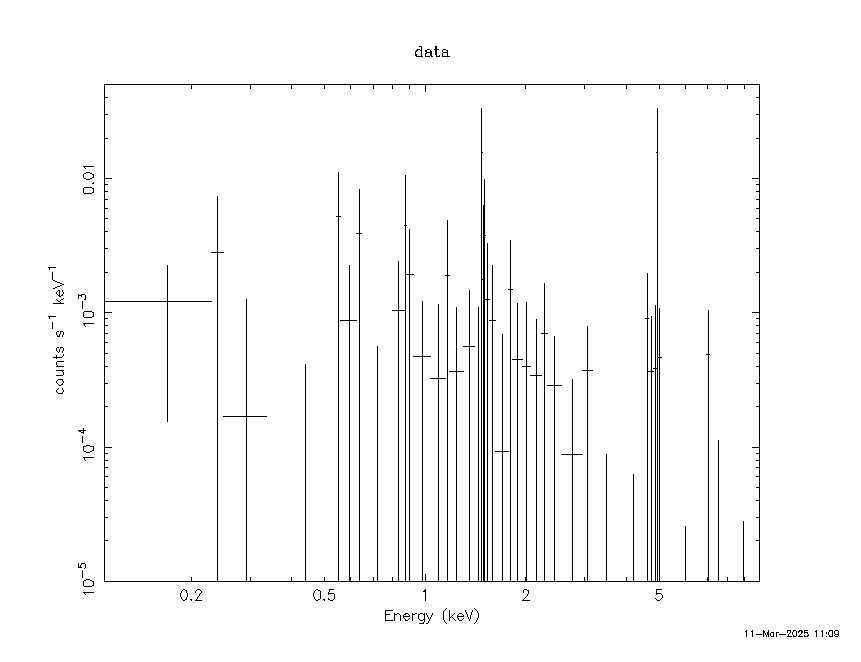 data
counts s⁻¹ keV⁻¹
0.01
10⁻³
10⁻⁴
10⁻⁵
0.2 0.5 1 2 5
Energy (keV)
11-Mar-2025 11:09